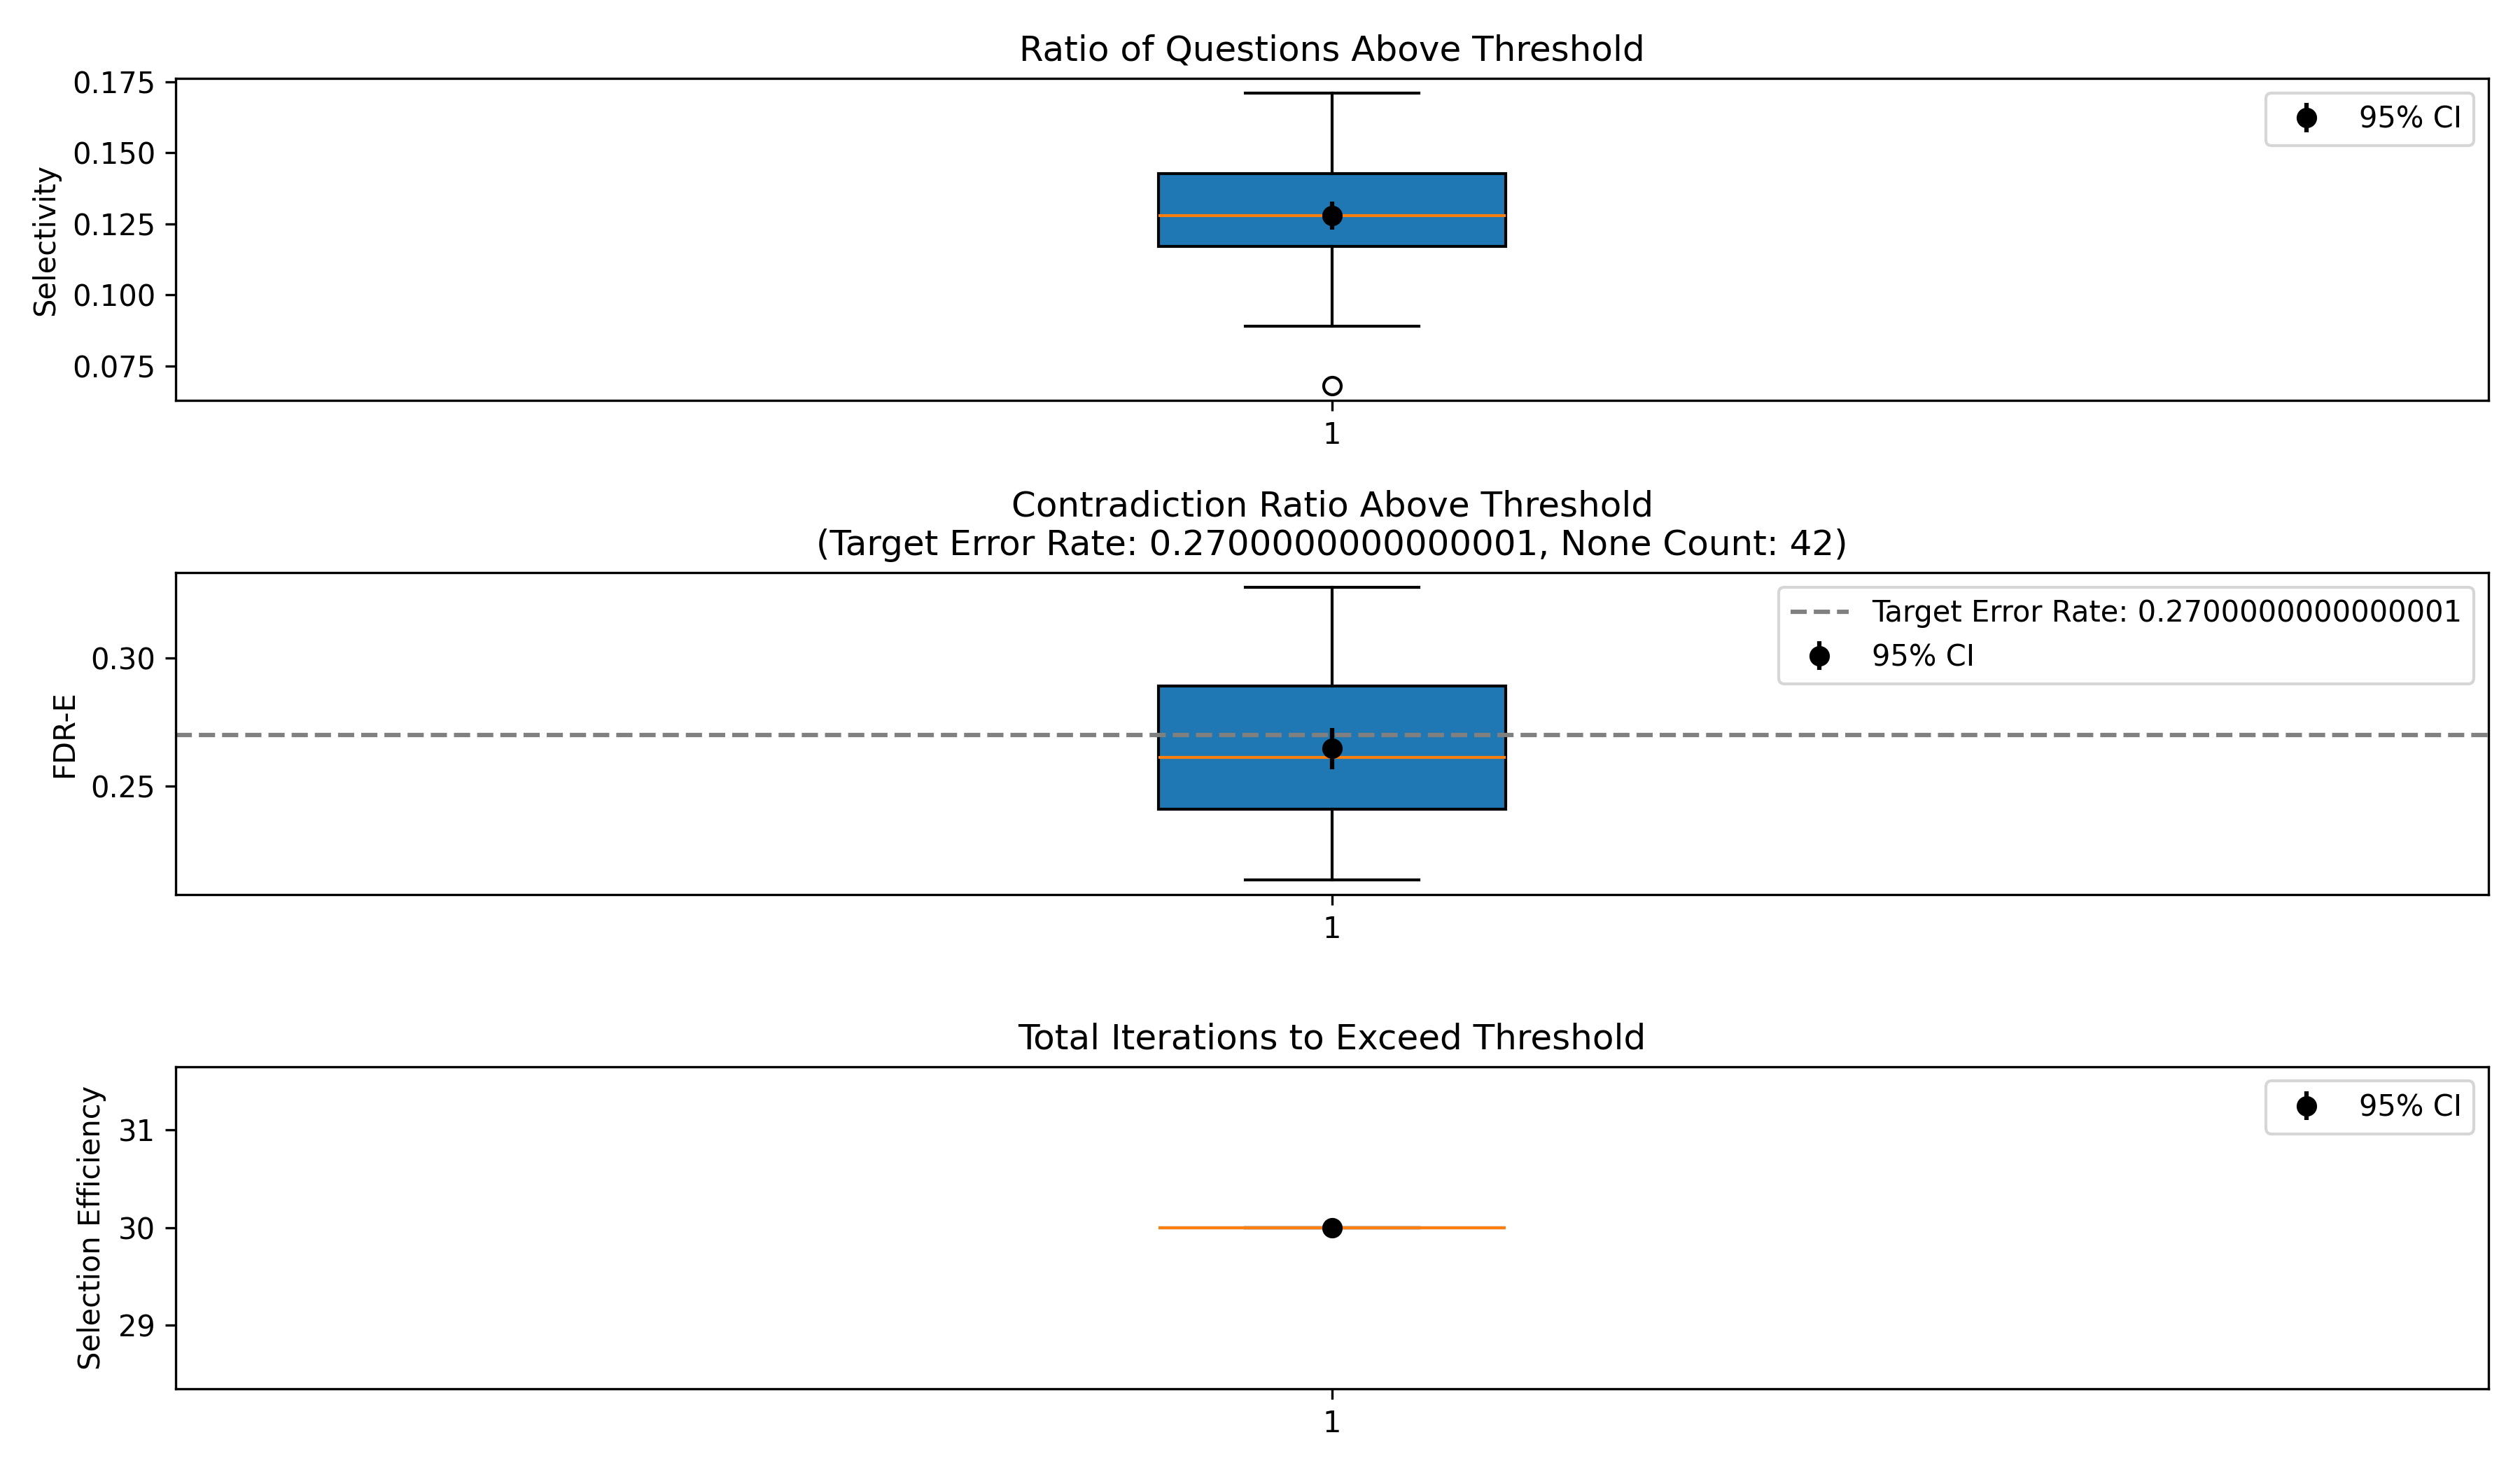 Ratio of Questions Above Threshold
0.175
0.150
0.125
0.100
0.075
Selectivity
95% CI
1
Contradiction Ratio Above Threshold
(Target Error Rate: 0.2700000000000001, None Count: 42)
0.30
0.25
FDR-E
Target Error Rate: 0.2700000000000001
95% CI
1
Total Iterations to Exceed Threshold
31
30
29
Selection Efficiency
95% CI
1